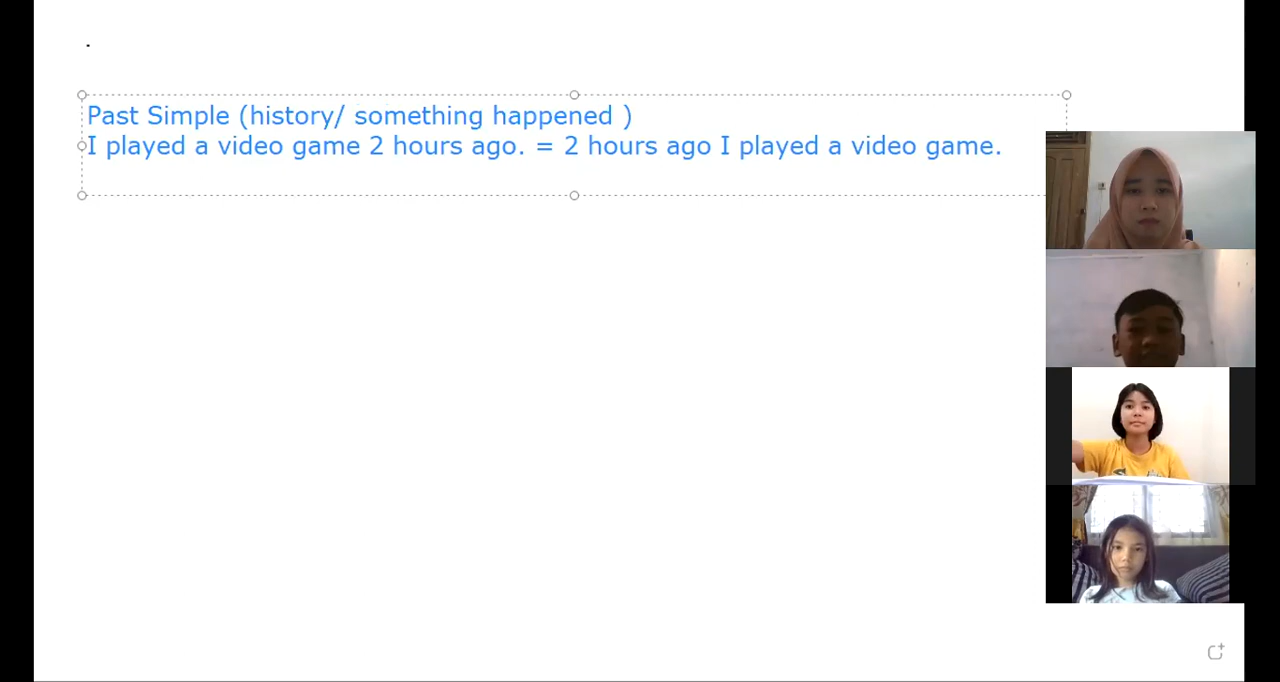 Past Simple (history/ something happened )
I played a video game 2 hours ago. = 2 hours ago I played a video game.